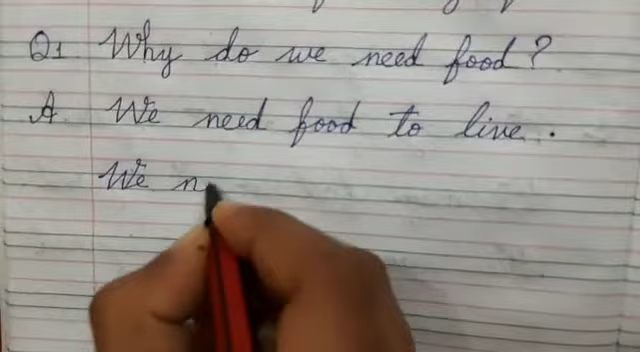 Q1 Why do we need food?
A We need food to live.
We n